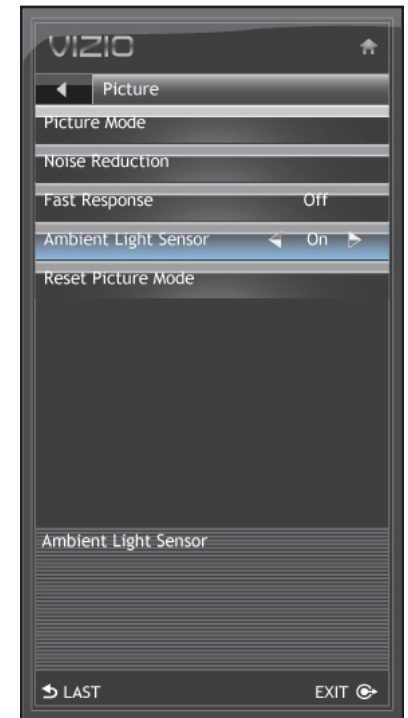 VIZIO
Picture
Picture Mode
Noise Reduction
Fast Response Off
Ambient Light Sensor On
Reset Picture Mode
Ambient Light Sensor
LAST EXIT